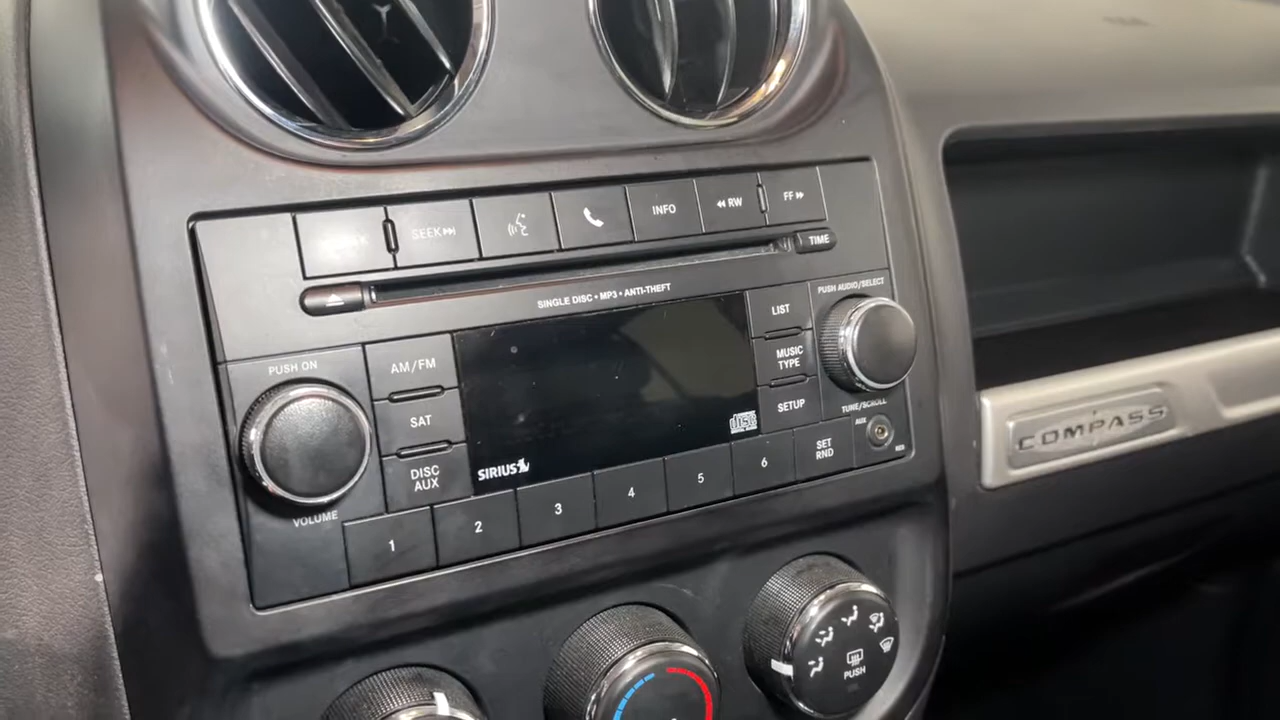 SEEK
INFO
RW
FF
TIME
SINGLE DISC • MP3 • ANTI-THEFT
PUSH AUDIO/SELECT
LIST
PUSH ON
AM/FM
MUSIC
TYPE
SAT
SETUP
TUNE/SCROLL
AUX
DISC
AUX
SIRIUS
SET
RND
VOLUME
1
2
3
4
5
6
COMPASS
PUSH